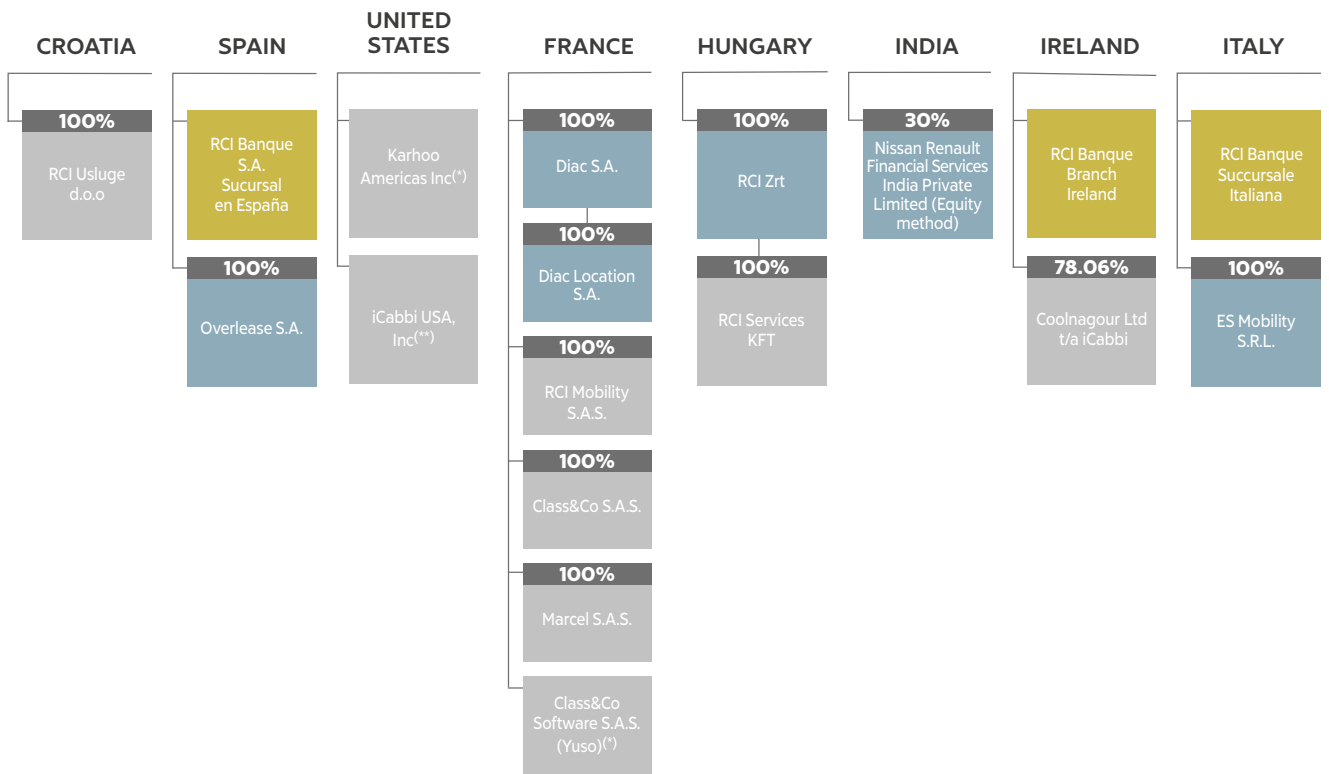 CROATIA
100%
RCI Usluge
d.o.o
SPAIN
RCI Banque
S.A.
Sucursal
en España
100%
Overlease S.A.
UNITED
STATES
Karhoo
Americas Inc(*)
iCabbi USA,
Inc(**)
FRANCE
100%
Diac S.A.
100%
Diac Location
S.A.
100%
RCI Mobility
S.A.S.
100%
Class&Co S.A.S.
100%
Marcel S.A.S.
Class&Co
Software S.A.S.
(Yuso)(*)
HUNGARY
100%
RCI Zrt
100%
RCI Services
KFT
INDIA
30%
Nissan Renault
Financial Services
India Private
Limited (Equity
method)
IRELAND
RCI Banque
Branch
Ireland
78.06%
Coolnagour Ltd
t/a iCabbi
ITALY
RCI Banque
Succursale
Italiana
100%
ES Mobility
S.R.L.